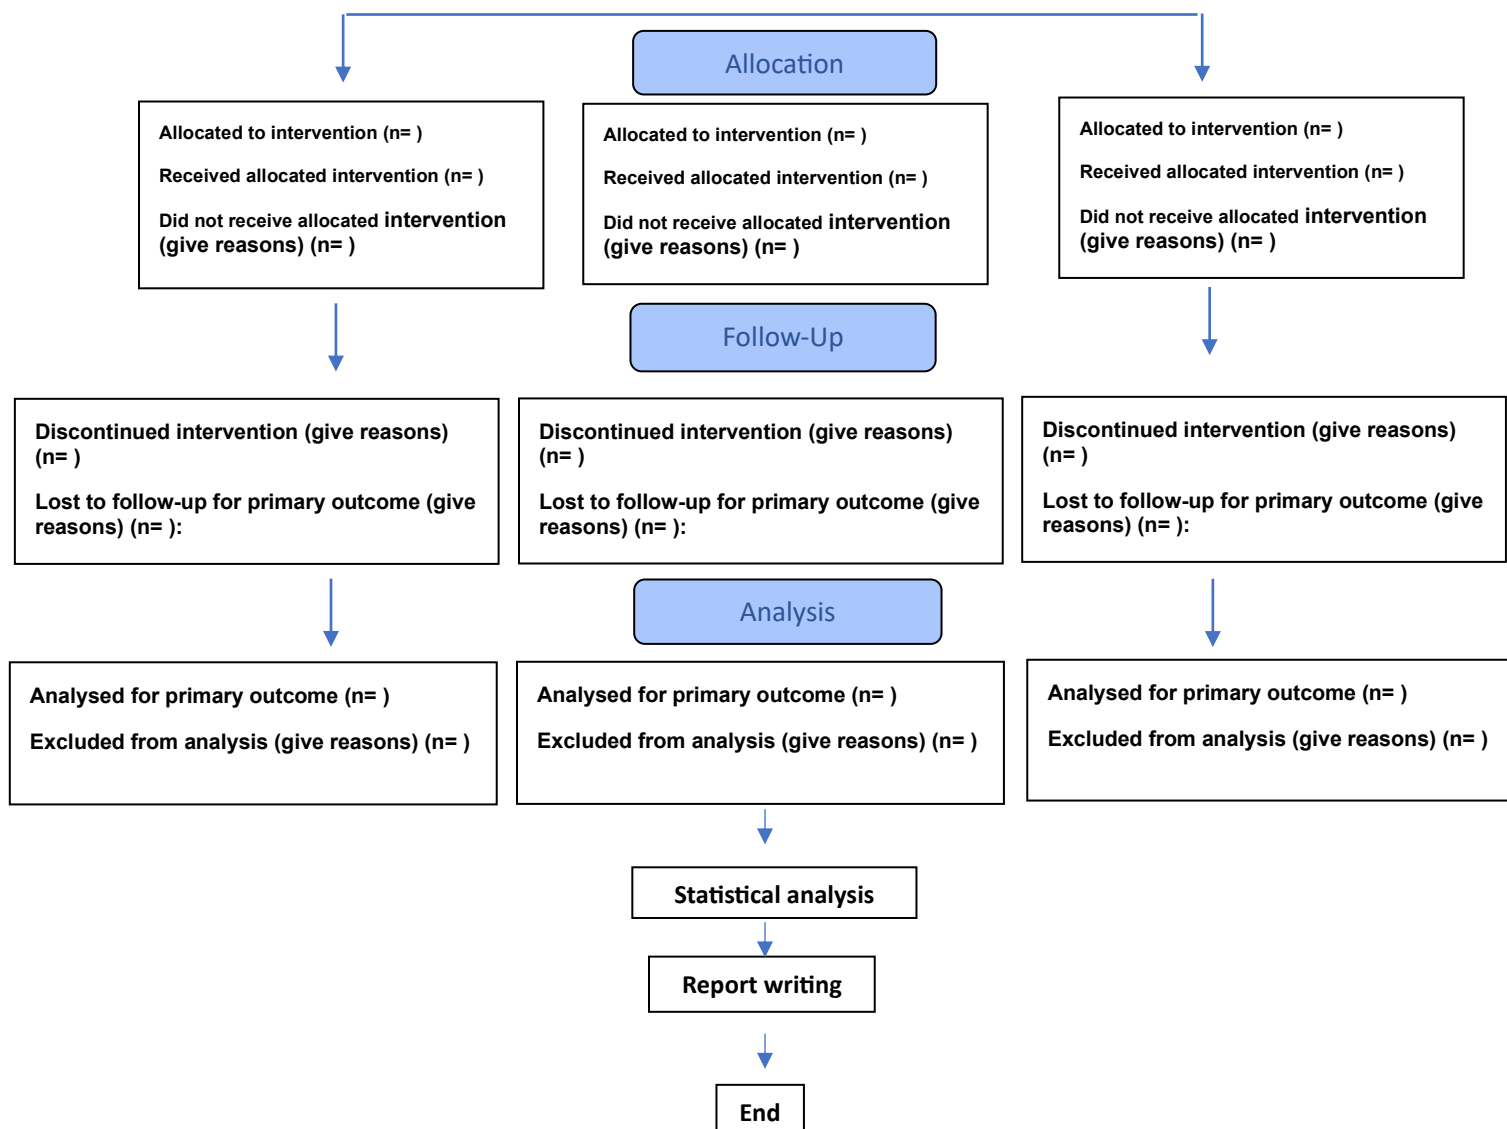 Allocation
Allocated to intervention (n= )
Received allocated intervention (n= )
Did not receive allocated intervention
(give reasons) (n= )
Allocated to intervention (n= )
Received allocated intervention (n= )
Did not receive allocated intervention
(give reasons) (n= )
Allocated to intervention (n= )
Received allocated intervention (n= )
Did not receive allocated intervention
(give reasons) (n= )
Follow-Up
Discontinued intervention (give reasons)
(n= )
Lost to follow-up for primary outcome (give
reasons) (n= ):
Discontinued intervention (give reasons)
(n= )
Lost to follow-up for primary outcome (give
reasons) (n= ):
Discontinued intervention (give reasons)
(n= )
Lost to follow-up for primary outcome (give
reasons) (n= ):
Analysis
Analysed for primary outcome (n= )
Excluded from analysis (give reasons) (n= )
Analysed for primary outcome (n= )
Excluded from analysis (give reasons) (n= )
Analysed for primary outcome (n= )
Excluded from analysis (give reasons) (n= )
Statistical analysis
Report writing
End